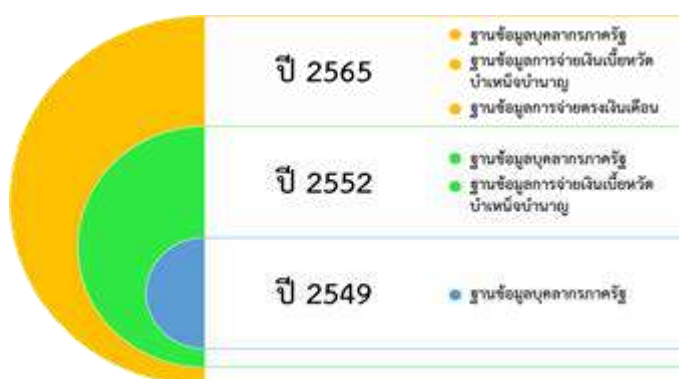 ปี 2565
ฐานข้อมูลบุคลากรภาครัฐ
ฐานข้อมูลการจ่ายเงินเบี้ยหวัด
บำเหน็จบำนาญ
ฐานข้อมูลการจ่ายตรงเงินเดือน
ปี 2552
ฐานข้อมูลบุคลากรภาครัฐ
ฐานข้อมูลการจ่ายเงินเบี้ยหวัด
บำเหน็จบำนาญ
ปี 2549
ฐานข้อมูลบุคลากรภาครัฐ